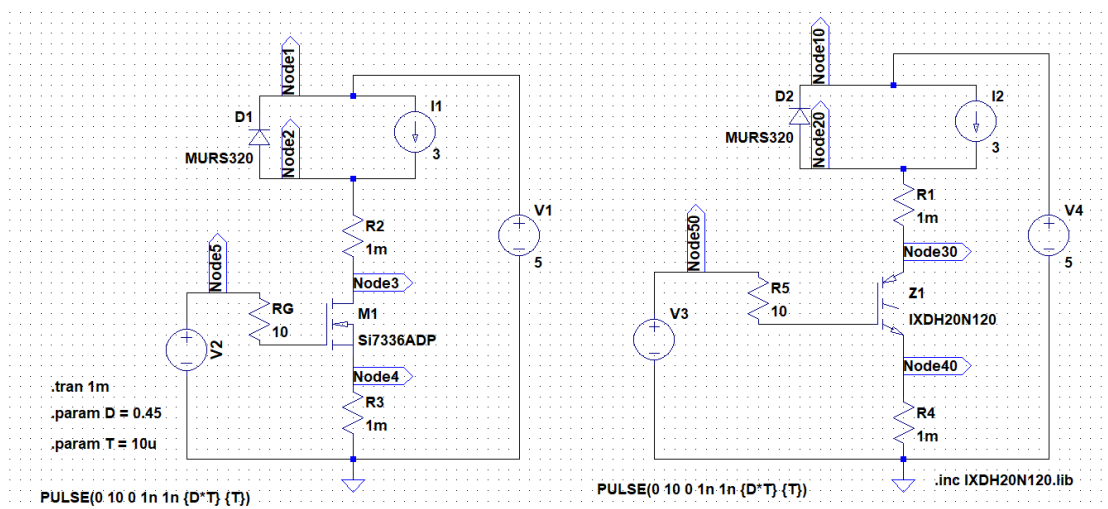 Node1
D1
Node2
I1
MURS320
3
R2
1m
V1
5
Node5
Node3
RG
10
M1
Si7336ADP
V2
Node4
R3
1m
.tran 1m
.param D = 0.45
.param T = 10u
PULSE(0 10 0 1n 1n {D*T} {T})
Node10
D2
Node20
I2
MURS320
3
R1
1m
V4
5
Node50
Node30
R5
10
Z1
IXDH20N120
V3
Node40
R4
1m
.inc IXDH20N120.lib
PULSE(0 10 0 1n 1n {D*T} {T})